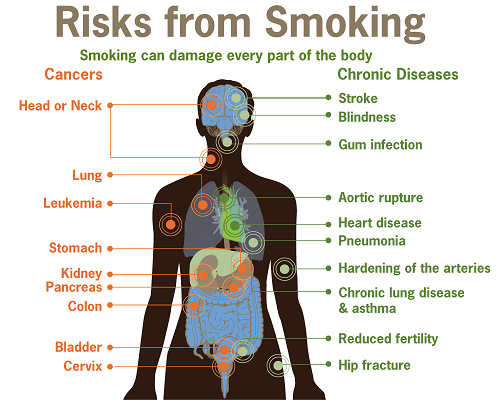 Risks from Smoking
Smoking can damage every part of the body
Cancers
Head or Neck
Lung
Leukemia
Stomach
Kidney
Pancreas
Colon
Bladder
Cervix
Chronic Diseases
Stroke
Blindness
Gum infection
Aortic rupture
Heart disease
Pneumonia
Hardening of the arteries
Chronic lung disease
& asthma
Reduced fertility
Hip fracture